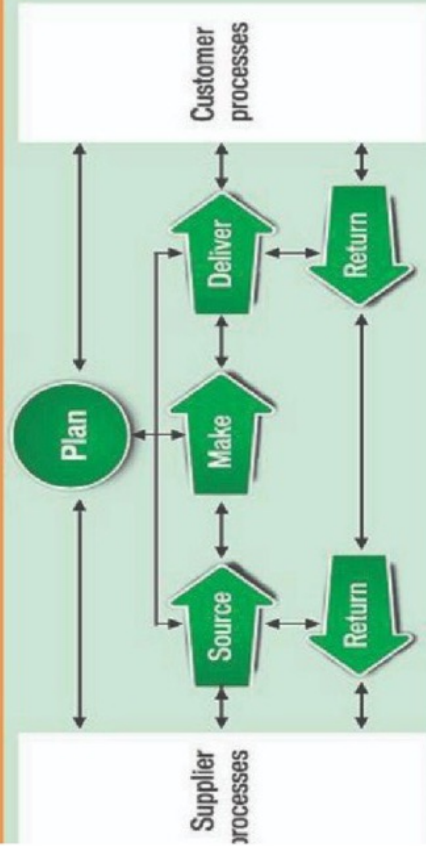 Plan
Supplier
processes
Source
Make
Deliver
Customer
processes
Return
Return